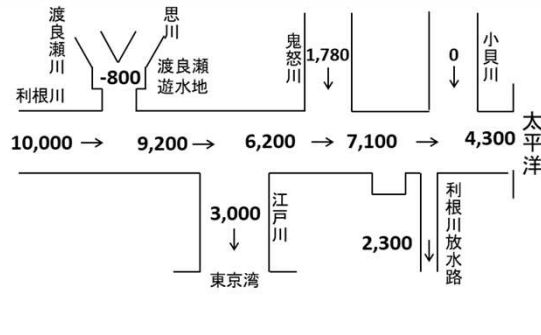 渡良瀬川
思川
-800
渡良瀬
遊水地
鬼怒川
1,780
0
小貝川
利根川
10,000
9,200
6,200
7,100
4,300
太平洋
3,000
江戸川
東京湾
2,300
利根川放水路